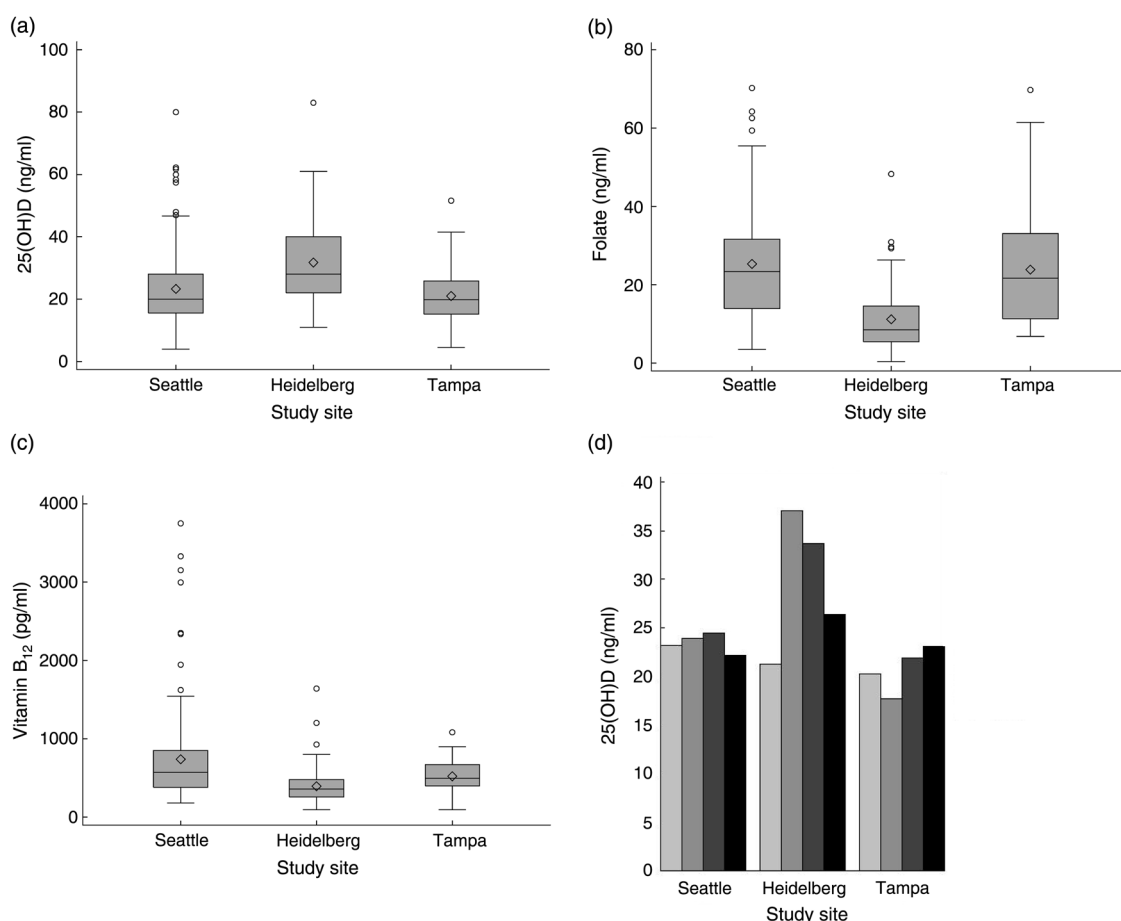 (a)
100
80
60
40
20
0
25(OH)D (ng/ml)
Seattle Heidelberg Tampa
Study site
(b)
80
60
40
20
0
Folate (ng/ml)
Seattle Heidelberg Tampa
Study site
(c)
4000
3000
2000
1000
0
Vitamin B12 (pg/ml)
Seattle Heidelberg Tampa
Study site
(d)
40
35
30
25
20
15
10
5
0
25(OH)D (ng/ml)
Seattle Heidelberg Tampa
Study site